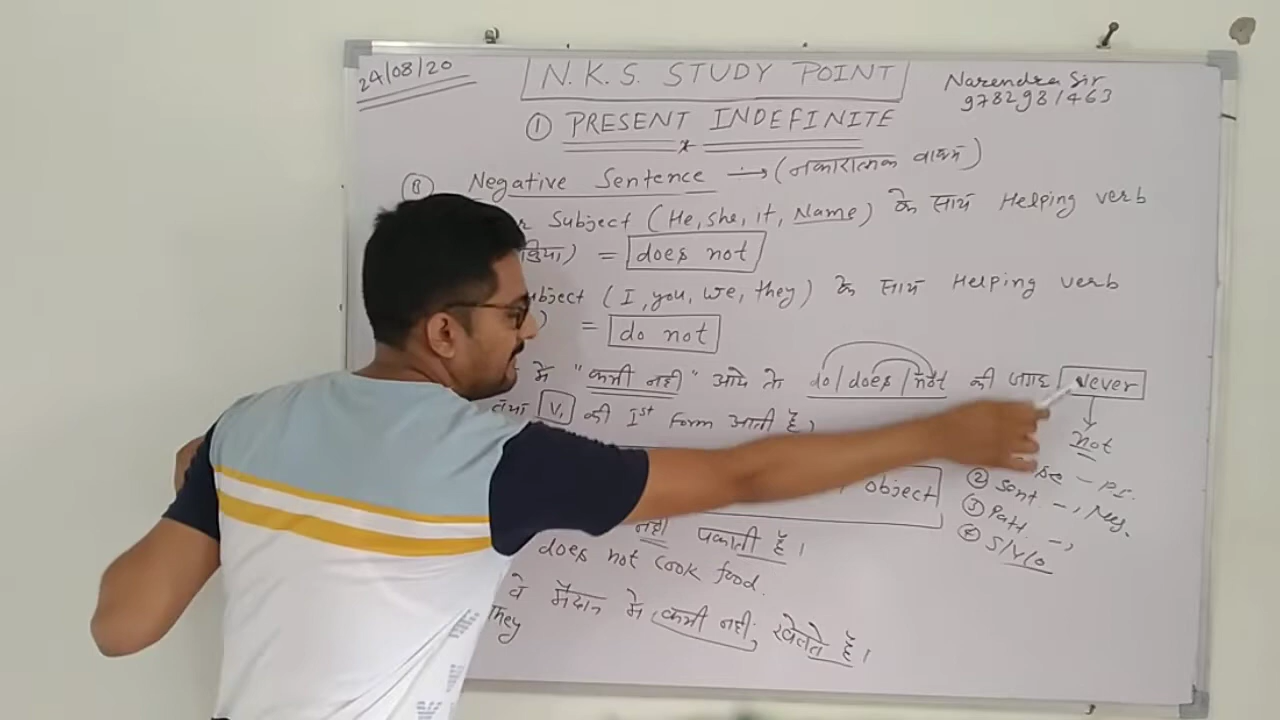 24/08/20
N.K.S. STUDY POINT
Narendra Sir
9782981463
① PRESENT INDEFINITE
Ⓑ Negative Sentence → (नकारात्मक वाक्य)
r Subject (He, she, it, Name) के साथ Helping verb
क्रिया) = does not
ubject (I, you, we, they) के साथ Helping verb
) = do not
मे "कभी नही" आये तो do/does/not की जगह Never
तथा V₁ की Ist Form आती है।
not
object
② Sent. -, Neg.
③ Patt. -,
④ S/V/O
नही पकाती है।
does not cook food.
वे मैदान मे कभी नही खेलते है।
They